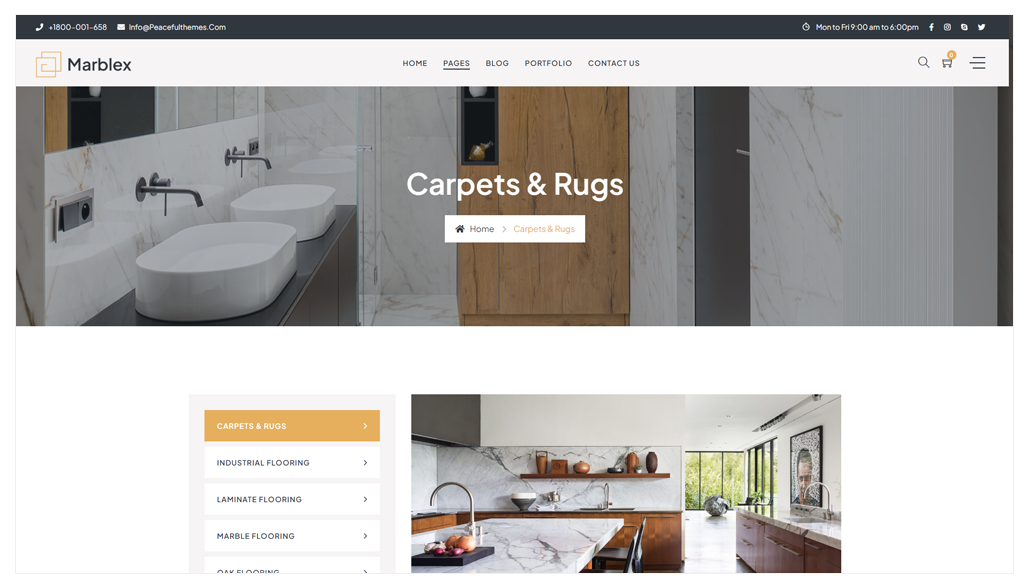 +1800-001-658 Info@Peacefulthemes.Com Mon to Fri 9:00 am to 6:00pm
Marblex HOME PAGES BLOG PORTFOLIO CONTACT US 0
Carpets & Rugs
Home Carpets & Rugs
CARPETS & RUGS
INDUSTRIAL FLOORING
LAMINATE FLOORING
MARBLE FLOORING
OAK FLOORING